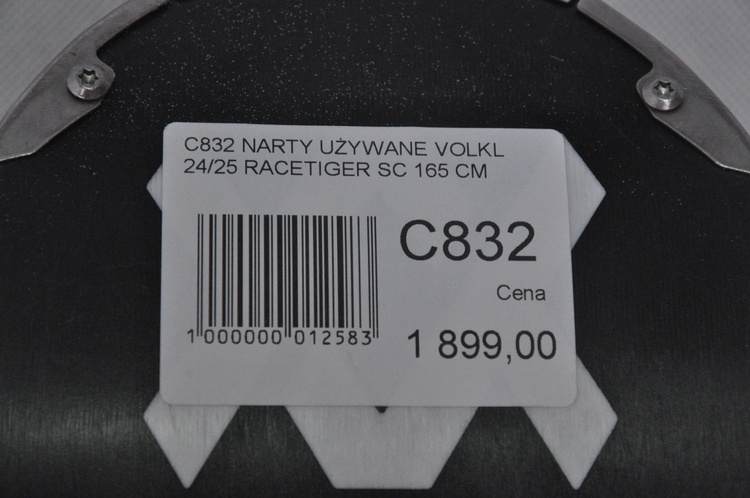 C832 NARTY UŻYWANE VOLKL
24/25 RACETIGER SC 165 CM
C832
Cena
1 899,00
1 000000 012583